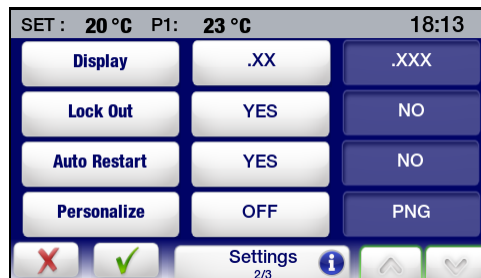 SET : 20 °C P1: 23 °C 18:13
Display .XX .XXX
Lock Out YES NO
Auto Restart YES NO
Personalize OFF PNG
Settings
2/3